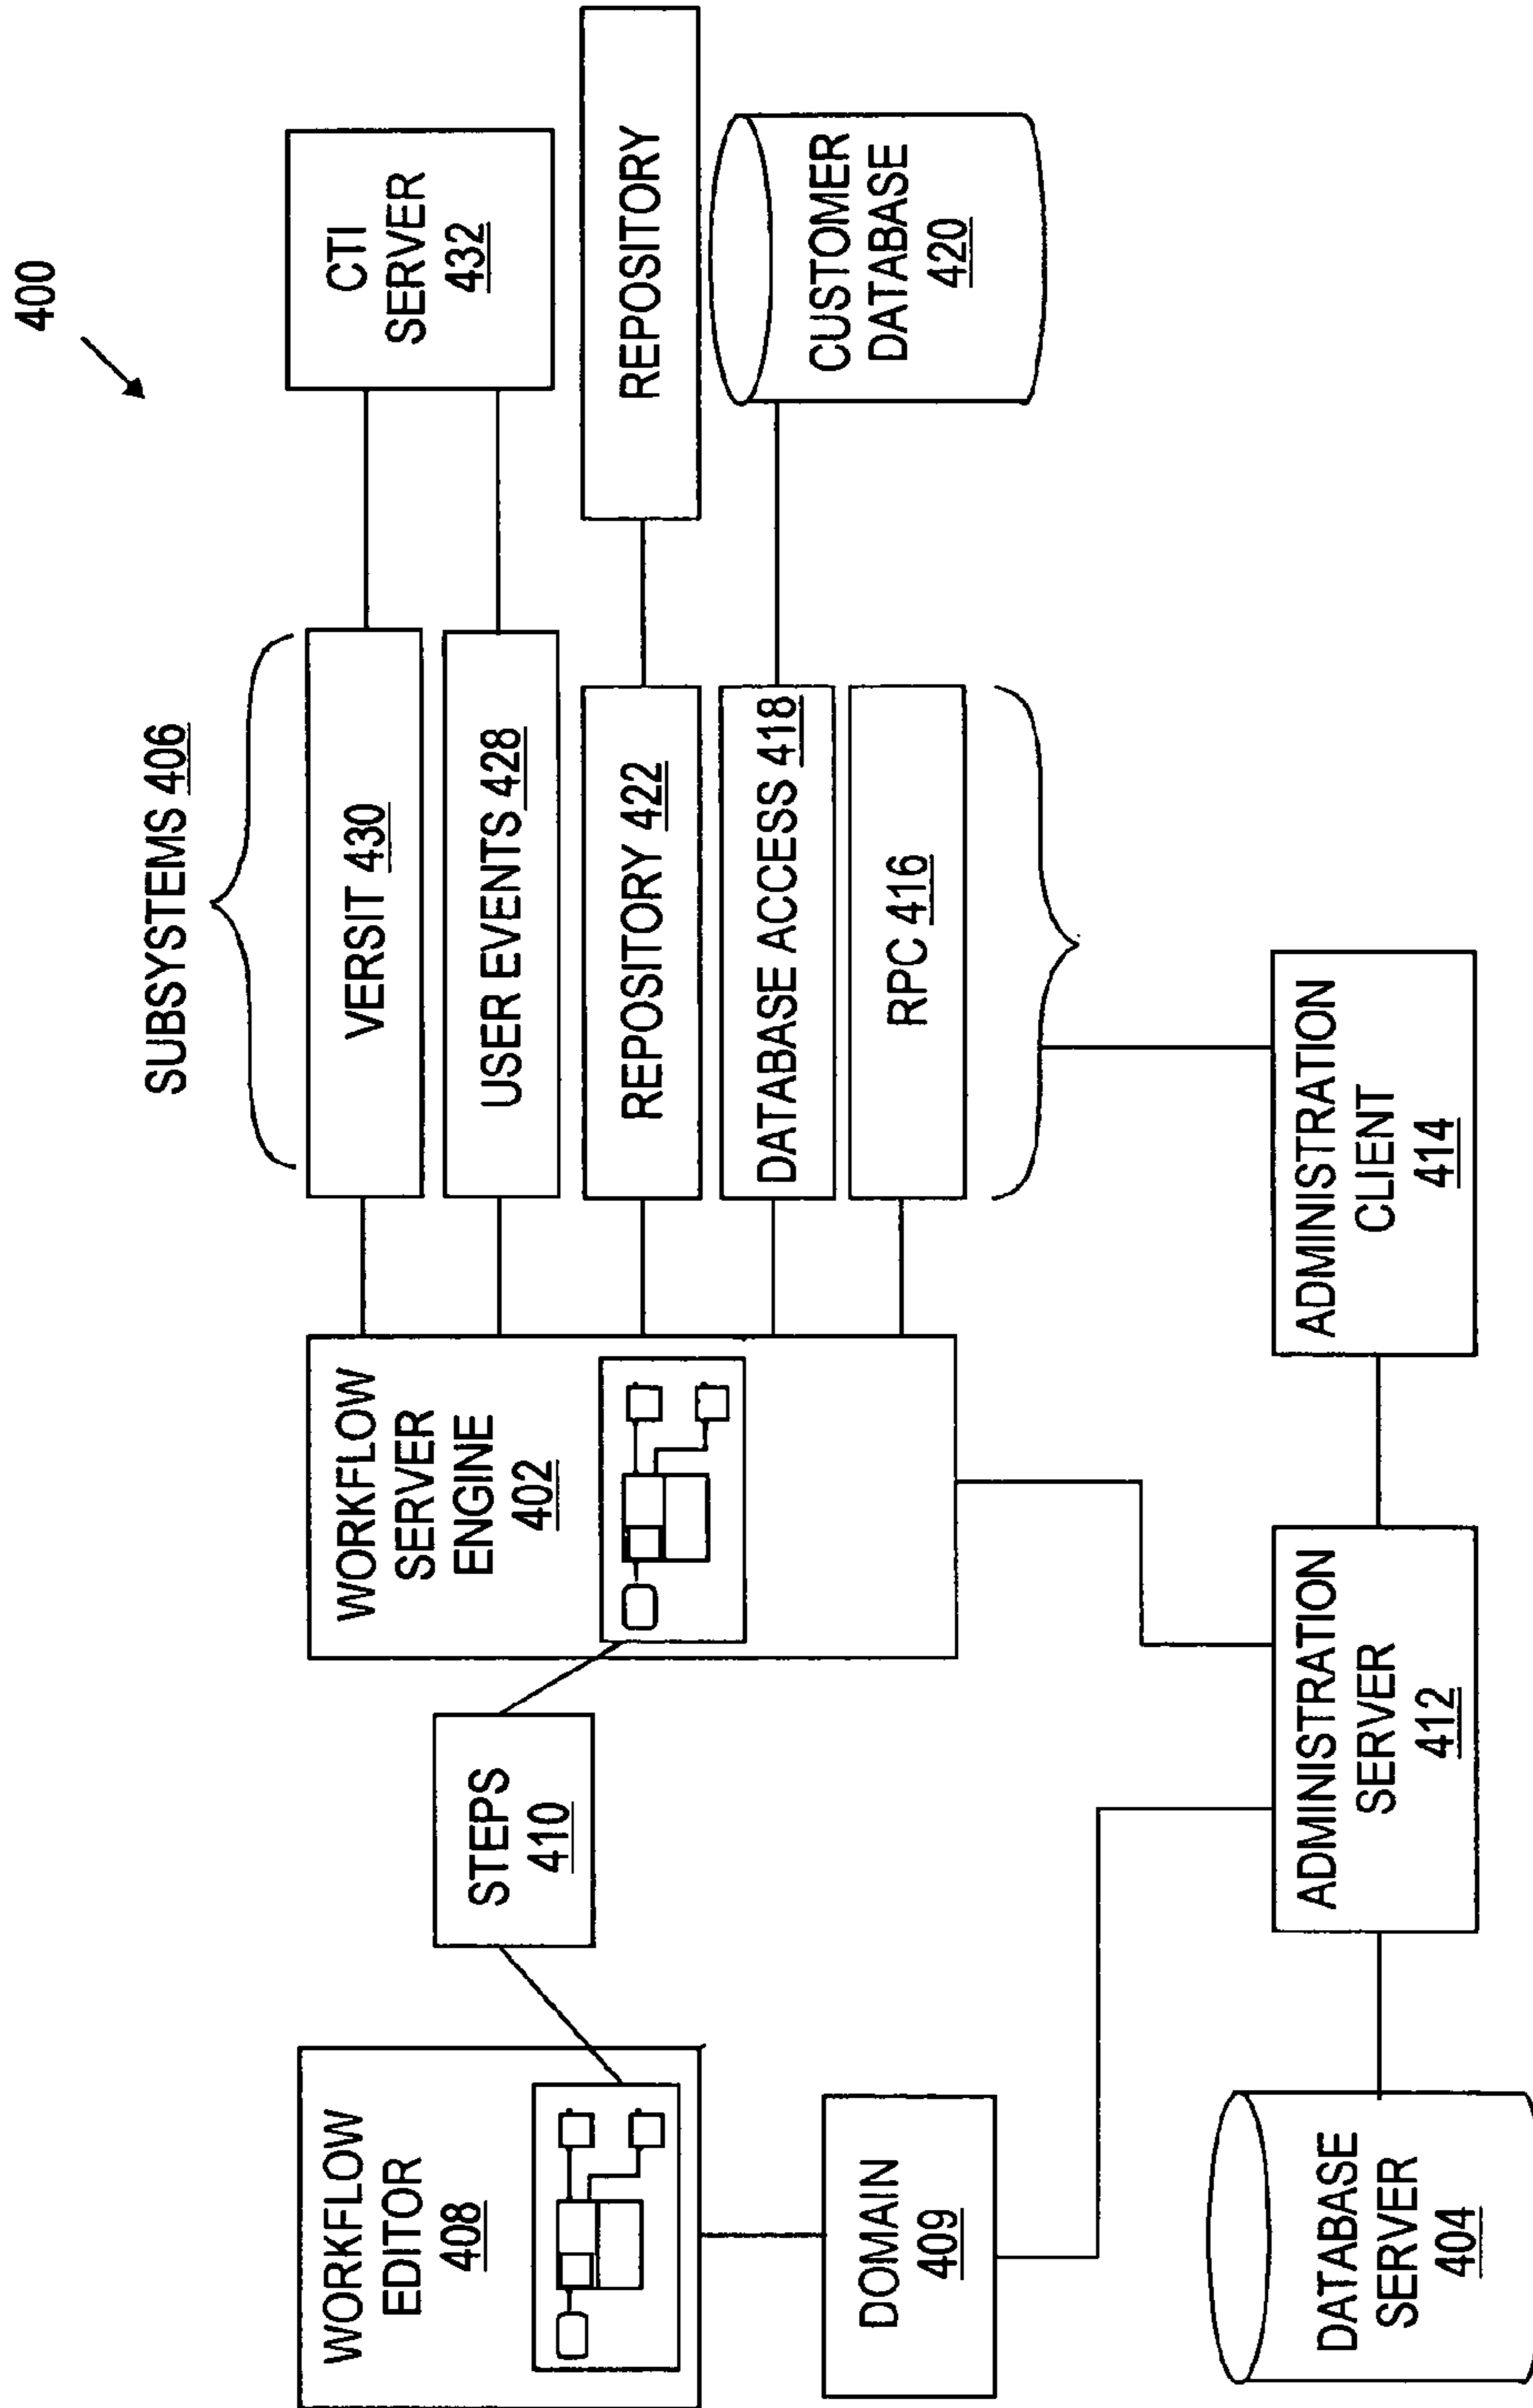 400
SUBSYSTEMS 406
WORKFLOW
EDITOR
408
STEPS
410
WORKFLOW
SERVER
ENGINE
402
VERSIT 430
USER EVENTS 428
REPOSITORY 422
DATABASE ACCESS 418
RPC 416
CTI
SERVER
432
REPOSITORY
CUSTOMER
DATABASE
420
DOMAIN
409
DATABASE
SERVER
404
ADMINISTRATION
SERVER
412
ADMINISTRATION
CLIENT
414